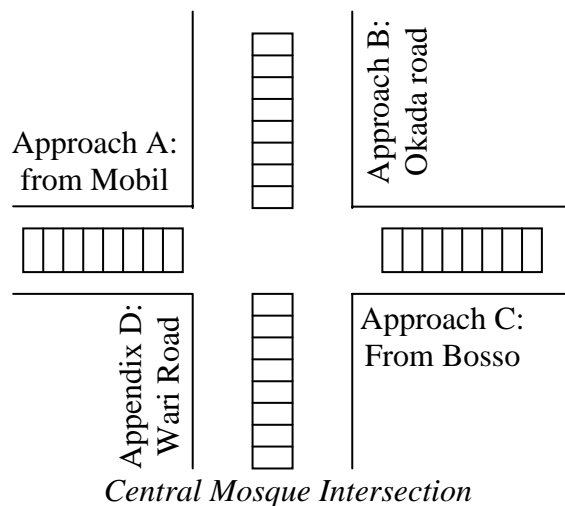 Approach B:
Okada road
Approach A:
from Mobil
Appendix D:
Wari Road
Approach C:
From Bosso
Central Mosque Intersection